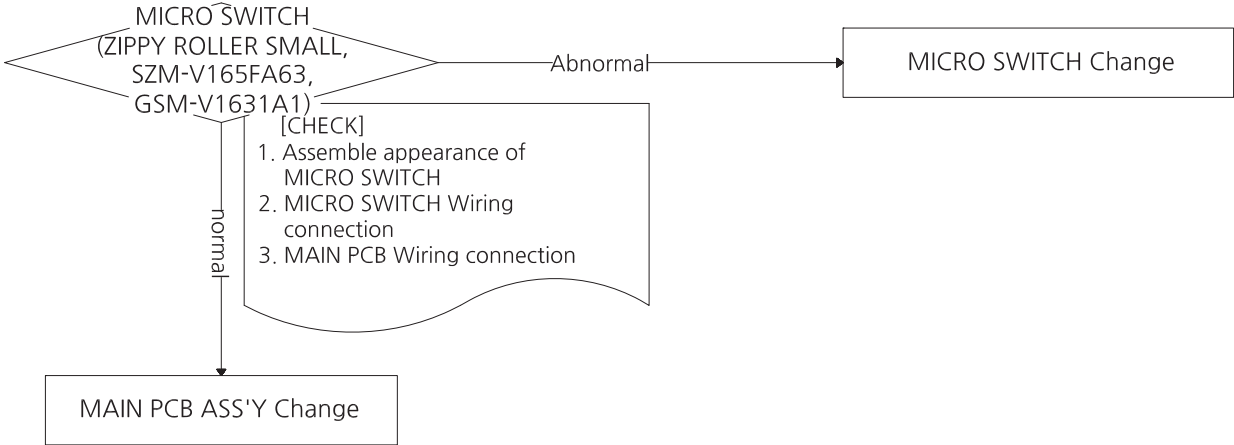 MICRO SWITCH
(ZIPPY ROLLER SMALL,
SZM-V165FA63,
GSM-V1631A1)
Abnormal
MICRO SWITCH Change
[CHECK]
1. Assemble appearance of
MICRO SWITCH
2. MICRO SWITCH Wiring
connection
3. MAIN PCB Wiring connection
normal
MAIN PCB ASS'Y Change